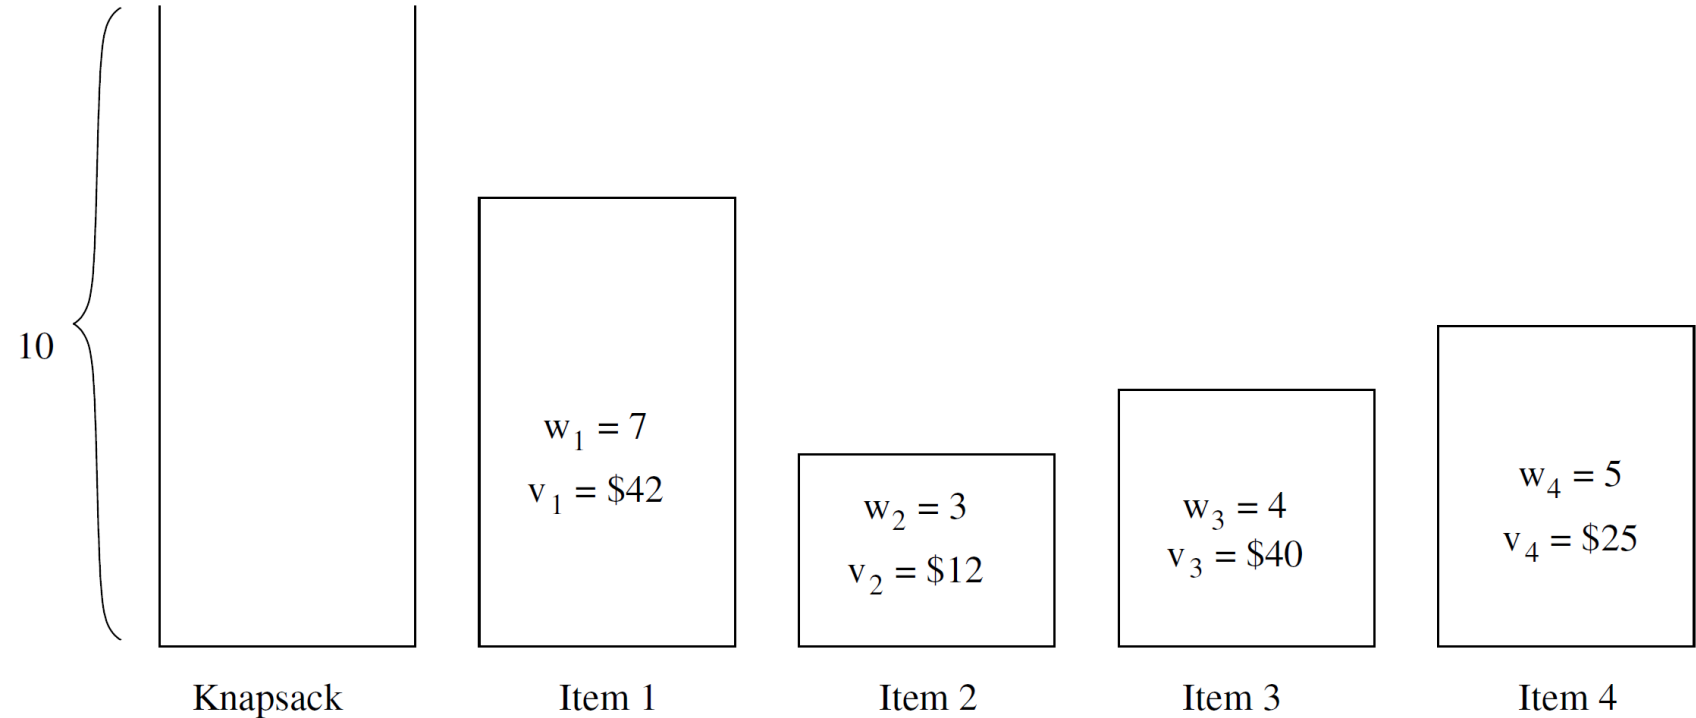 10
w1 = 7
v1 = $42
w2 = 3
v2 = $12
w3 = 4
v3 = $40
w4 = 5
v4 = $25
Knapsack
Item 1
Item 2
Item 3
Item 4